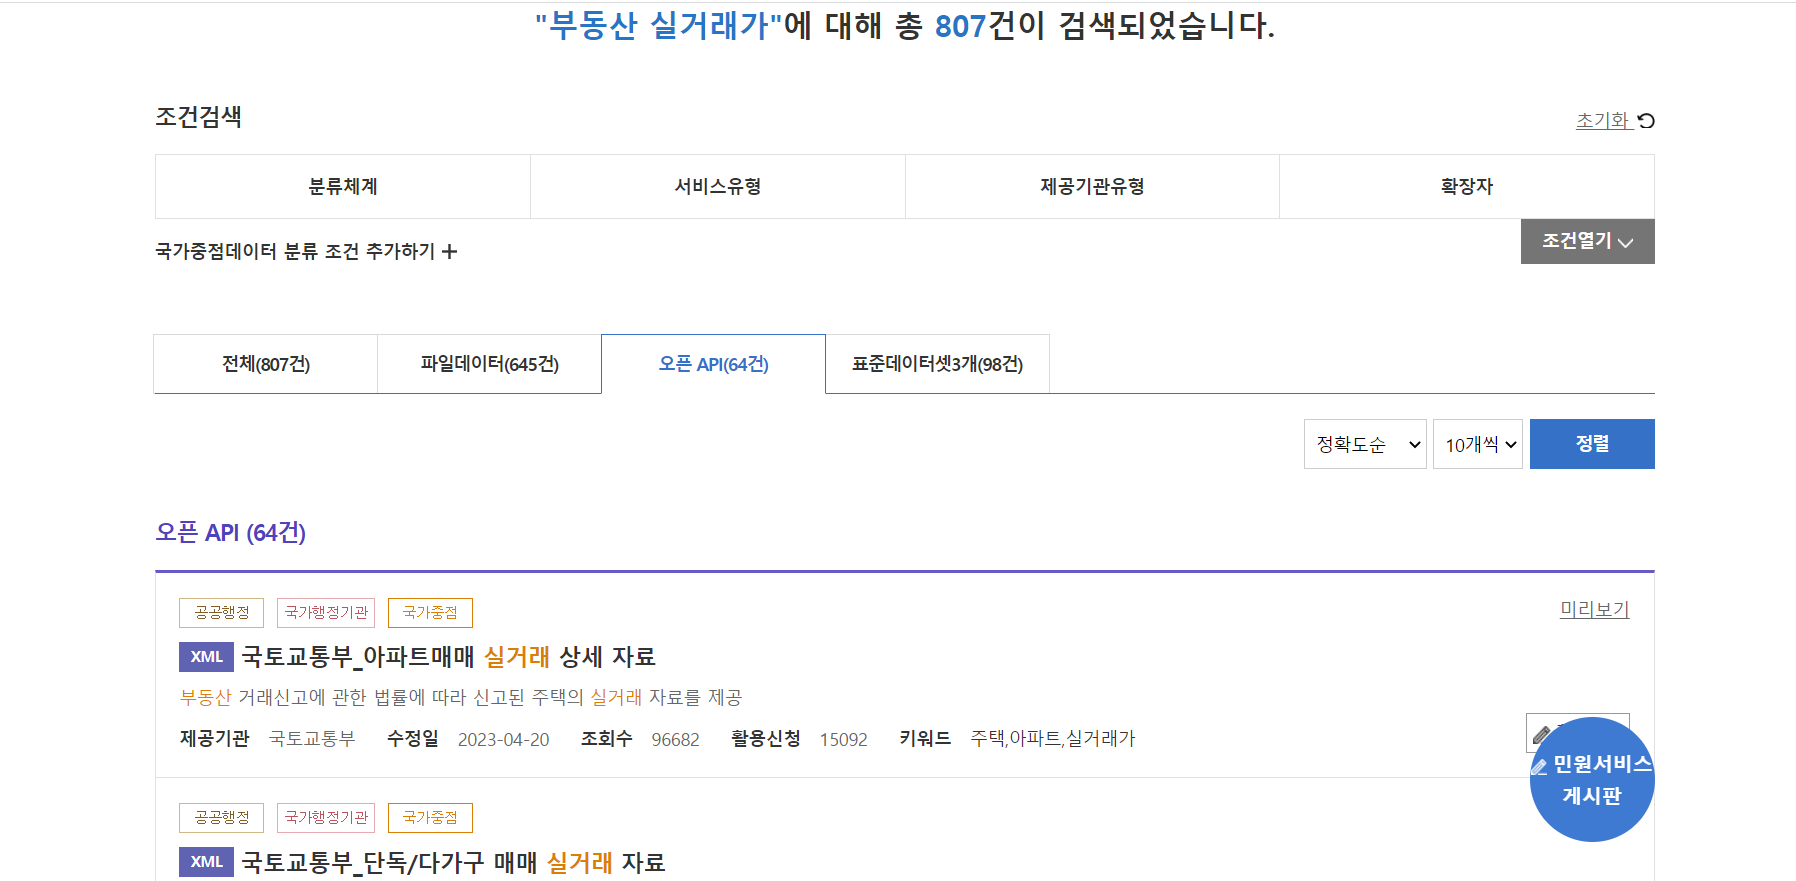 "부동산 실거래가"에 대해 총 807건이 검색되었습니다.
조건검색
초기화
분류체계 서비스유형 제공기관유형 확장자
국가중점데이터 분류 조건 추가하기
조건열기
전체(807건) 파일데이터(645건) 오픈 API(64건) 표준데이터셋3개(98건)
정확도순 10개씩 정렬
오픈 API (64건)
공공행정 국가행정기관 국가중점 미리보기
XML 국토교통부_아파트매매 실거래 상세 자료
부동산 거래신고에 관한 법률에 따라 신고된 주택의 실거래 자료를 제공
제공기관 국토교통부 수정일 2023-04-20 조회수 96682 활용신청 15092 키워드 주택,아파트,실거래가
민원서비스
게시판
공공행정 국가행정기관 국가중점
XML 국토교통부_단독/다가구 매매 실거래 자료